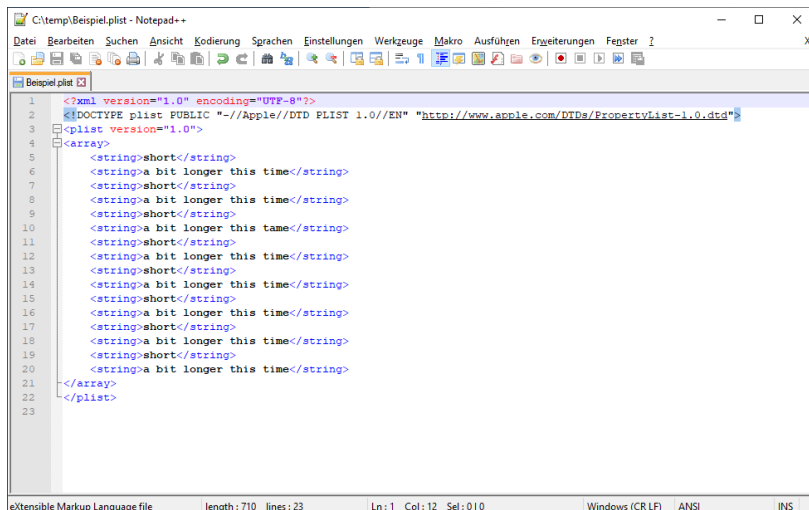 C:\temp\Beispiel.plist - Notepad++
Datei Bearbeiten Suchen Ansicht Kodierung Sprachen Einstellungen Werkzeuge Makro Ausführen Erweiterungen Fenster ? X
Beispiel.plist
1 <?xml version="1.0" encoding="UTF-8"?>
2 <!DOCTYPE plist PUBLIC "-//Apple//DTD PLIST 1.0//EN" "http://www.apple.com/DTDs/PropertyList-1.0.dtd">
3 <plist version="1.0">
4 <array>
5 <string>short</string>
6 <string>a bit longer this time</string>
7 <string>short</string>
8 <string>a bit longer this time</string>
9 <string>short</string>
10 <string>a bit longer this tame</string>
11 <string>short</string>
12 <string>a bit longer this time</string>
13 <string>short</string>
14 <string>a bit longer this time</string>
15 <string>short</string>
16 <string>a bit longer this time</string>
17 <string>short</string>
18 <string>a bit longer this time</string>
19 <string>short</string>
20 <string>a bit longer this time</string>
21 </array>
22 </plist>
23
eXtensible Markup Language file length : 710 lines : 23 Ln : 1 Col : 12 Sel : 0 | 0 Windows (CR LF) ANSI INS